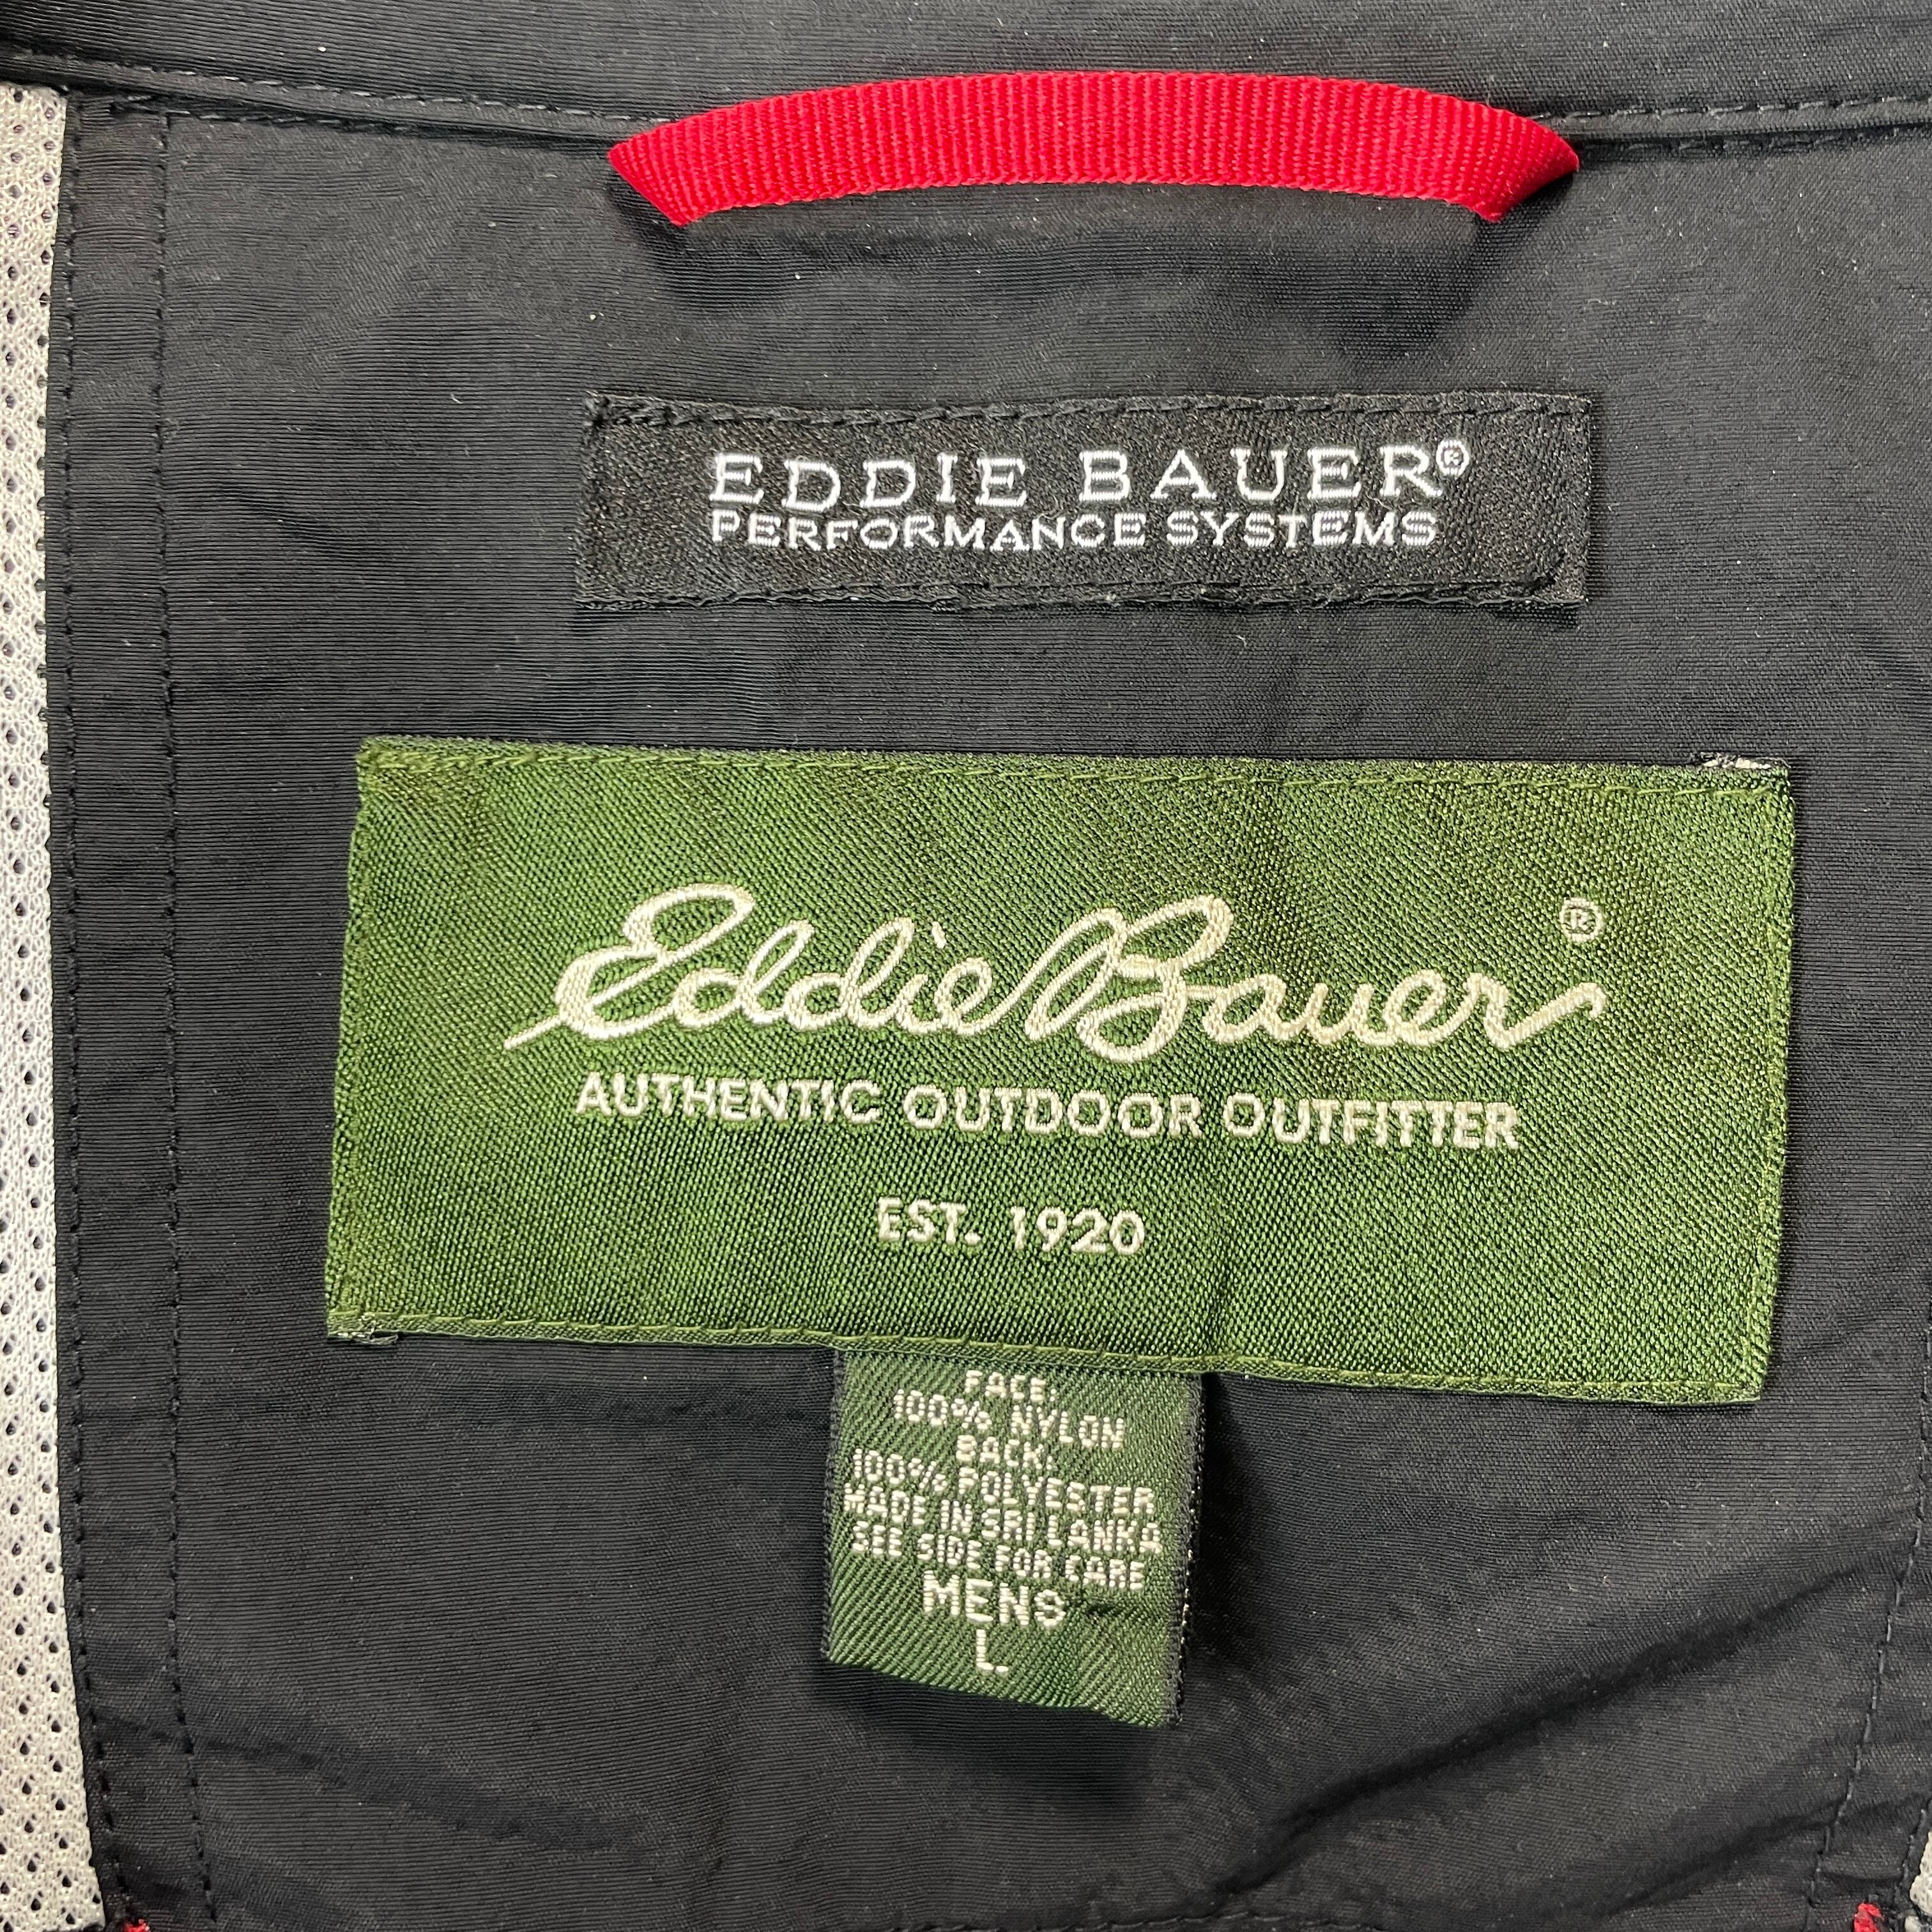 EDDIE BAUER®
PERFORMANCE SYSTEMS
Eddie Bauer®
AUTHENTIC OUTDOOR OUTFITTER
EST. 1920
FACE:
100% NYLON
BACK:
100% POLYESTER
MADE IN SRI LANKA
SEE SIDE FOR CARE
MENS
L